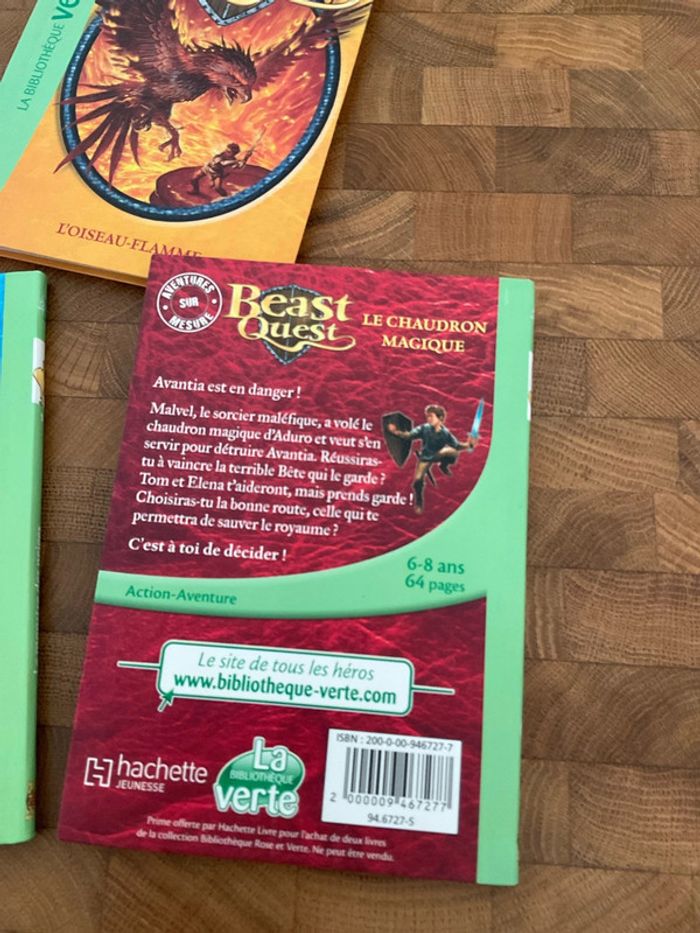 LA BIBLIOTHÈQUE VE
L'OISEAU-FLAMME
AVENTURES
SUR
MESURE
Beast
Quest
LE CHAUDRON
MAGIQUE
Avantia est en danger !
Malvel, le sorcier maléfique, a volé le
chaudron magique d'Aduro et veut s'en
servir pour détruire Avantia. Réussiras-
tu à vaincre la terrible Bête qui le garde ?
Tom et Elena t'aideront, mais prends garde !
Choisiras-tu la bonne route, celle qui te
permettra de sauver le royaume ?
C'est à toi de décider !
6-8 ans
64 pages
Action-Aventure
Le site de tous les héros
www.bibliotheque-verte.com
ISBN : 200-0-00-946727-7
2 000009 467277
94.6727-5
hachette
JEUNESSE
La
BIBLIOTHÈQUE
verte
Prime offerte par Hachette Livre pour l'achat de deux livres
de la collection Bibliothèque Rose et Verte. Ne peut être vendu.